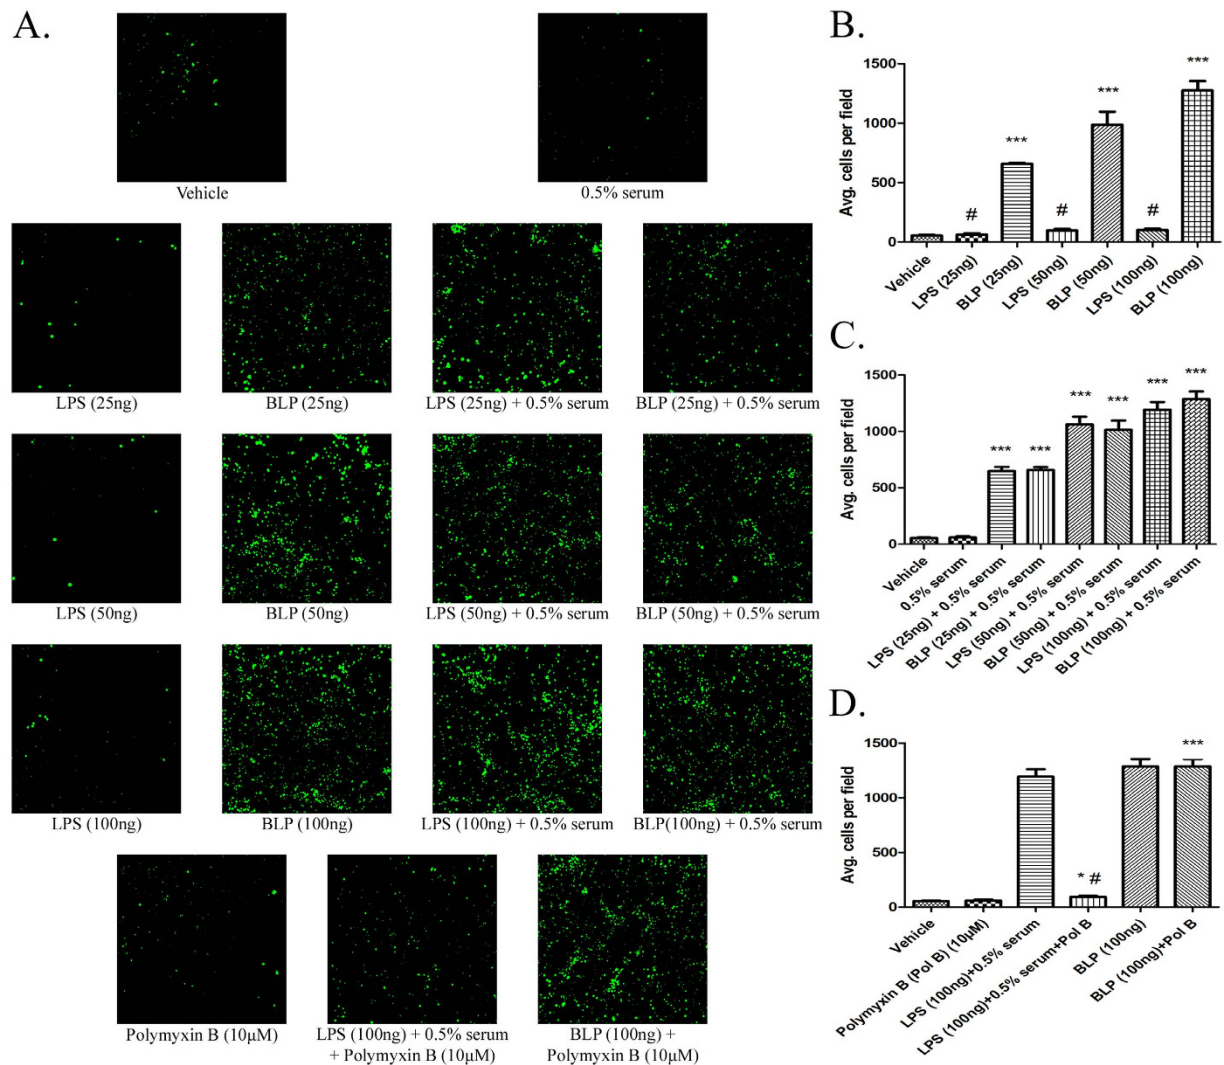 A.
Vehicle
0.5% serum
LPS (25ng)
BLP (25ng)
LPS (25ng) + 0.5% serum
BLP (25ng) + 0.5% serum
LPS (50ng)
BLP (50ng)
LPS (50ng) + 0.5% serum
BLP (50ng) + 0.5% serum
LPS (100ng)
BLP (100ng)
LPS (100ng) + 0.5% serum
BLP(100ng) + 0.5% serum
Polymyxin B (10μM)
LPS (100ng) + 0.5% serum
+ Polymyxin B (10μM)
BLP (100ng) +
Polymyxin B (10μM)
B.
Avg. cells per field
1500
1000
500
0
#
***
#
***
#
***
Vehicle
LPS (25ng)
BLP (25ng)
LPS (50ng)
BLP (50ng)
LPS (100ng)
BLP (100ng)
C.
Avg. cells per field
1500
1000
500
0
***
***
***
***
***
***
Vehicle
0.5% serum
LPS (25ng) + 0.5% serum
BLP (25ng) + 0.5% serum
LPS (50ng) + 0.5% serum
BLP (50ng) + 0.5% serum
LPS (100ng) + 0.5% serum
BLP (100ng) + 0.5% serum
D.
Avg. cells per field
1500
1000
500
0
* #
***
Vehicle
Polymyxin B (Pol B) (10μM)
LPS (100ng)+0.5% serum
LPS (100ng)+0.5% serum+Pol B
BLP (100ng)
BLP (100ng)+Pol B